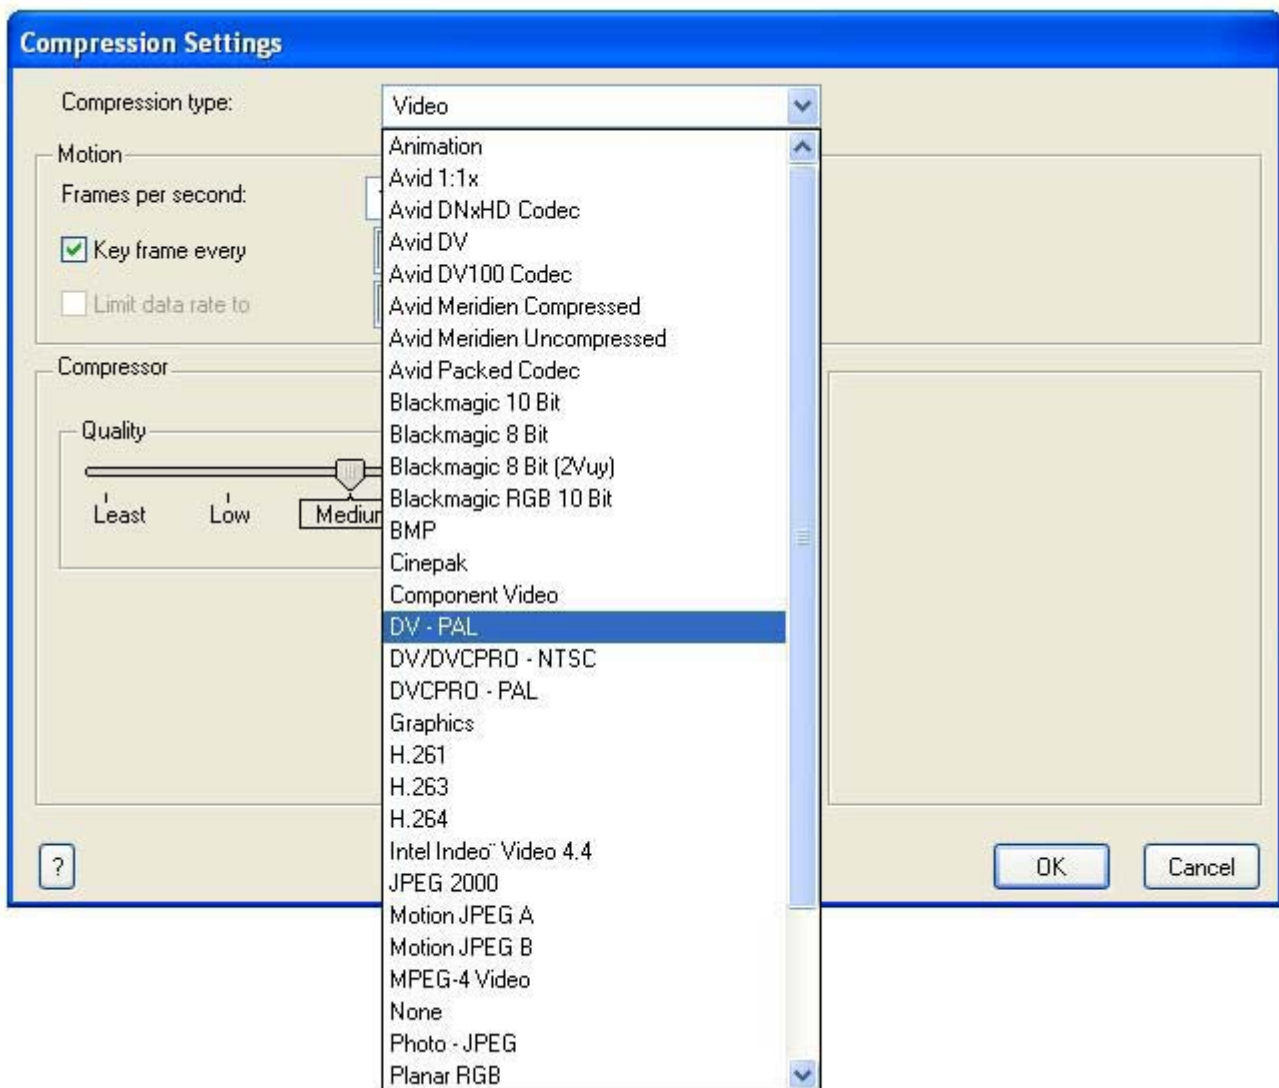 Compression Settings
Compression type:
Video
Motion
Frames per second:
Key frame every
Limit data rate to
Compressor
Quality
Least Low
Animation
Avid 1:1x
Avid DNxHD Codec
Avid DV
Avid DV100 Codec
Avid Meridien Compressed
Avid Meridien Uncompressed
Avid Packed Codec
Blackmagic 10 Bit
Blackmagic 8 Bit
Blackmagic 8 Bit (2Vuy)
Blackmagic RGB 10 Bit
BMP
Cinepak
Component Video
DV - PAL
DV/DVCPRO - NTSC
DVCPRO - PAL
Graphics
H.261
H.263
H.264
Intel Indeo¨ Video 4.4
JPEG 2000
Motion JPEG A
Motion JPEG B
MPEG-4 Video
None
Photo - JPEG
Planar RGB
?
OK
Cancel